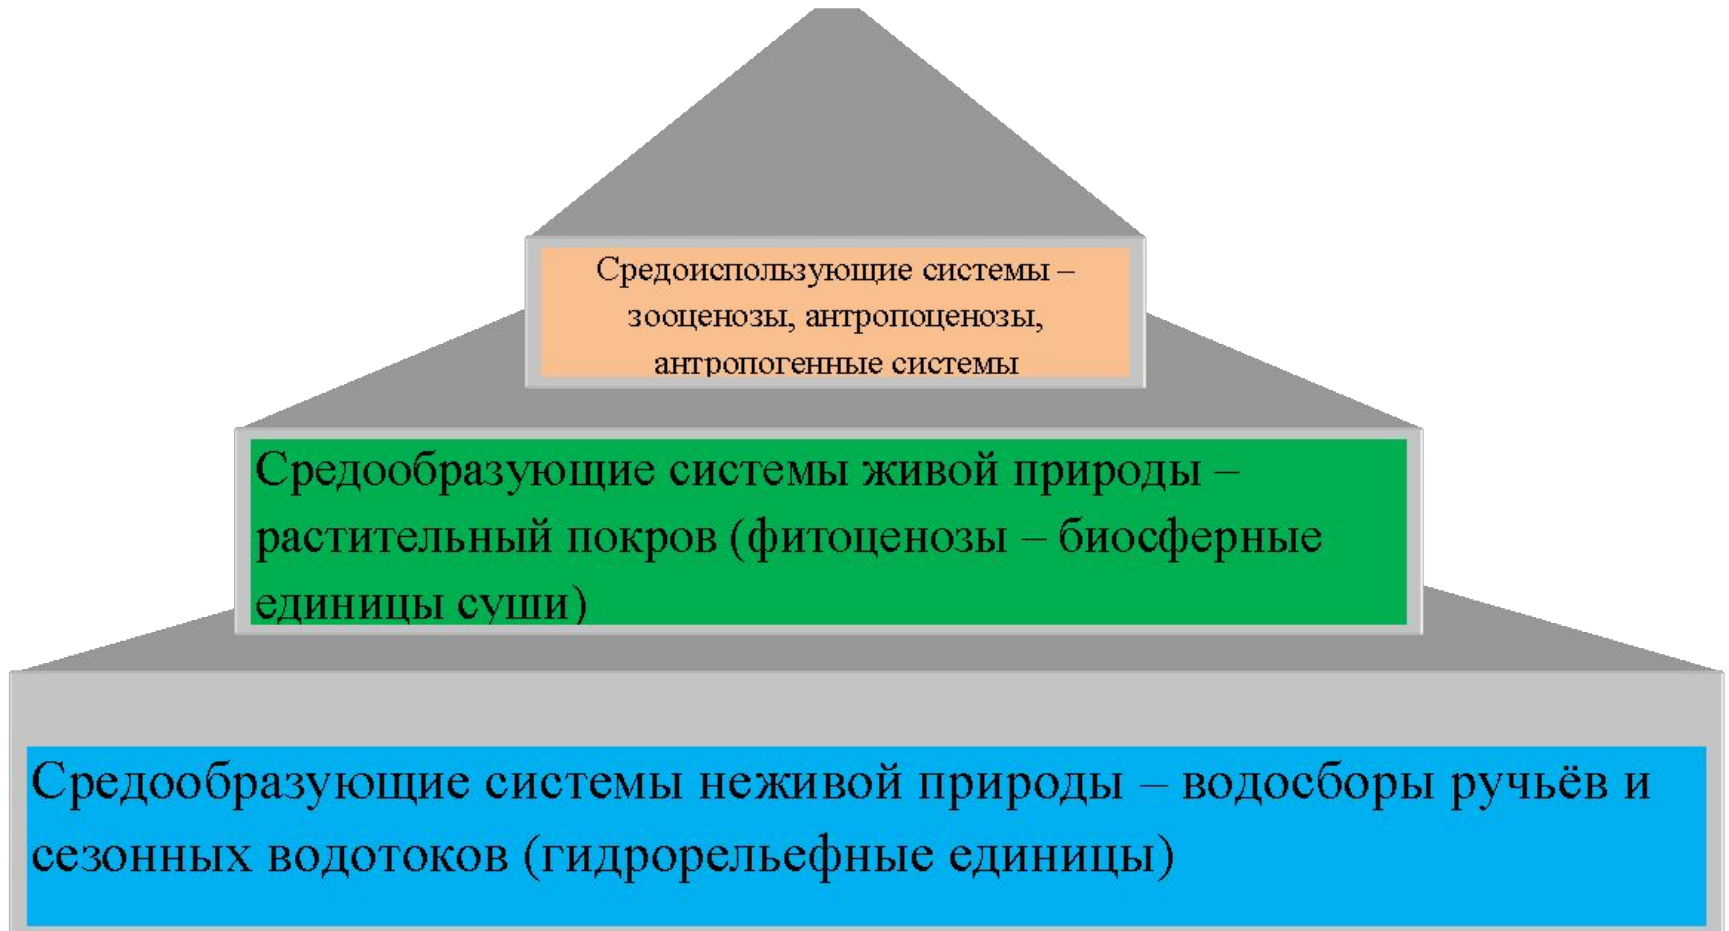 Средоиспользующие системы –
зооценозы, антропоценозы,
антропогенные системы
Средообразующие системы живой природы –
растительный покров (фитоценозы – биосферные
единицы суши)
Средообразующие системы неживой природы – водосборы ручьёв и
сезонных водотоков (гидрорельефные единицы)